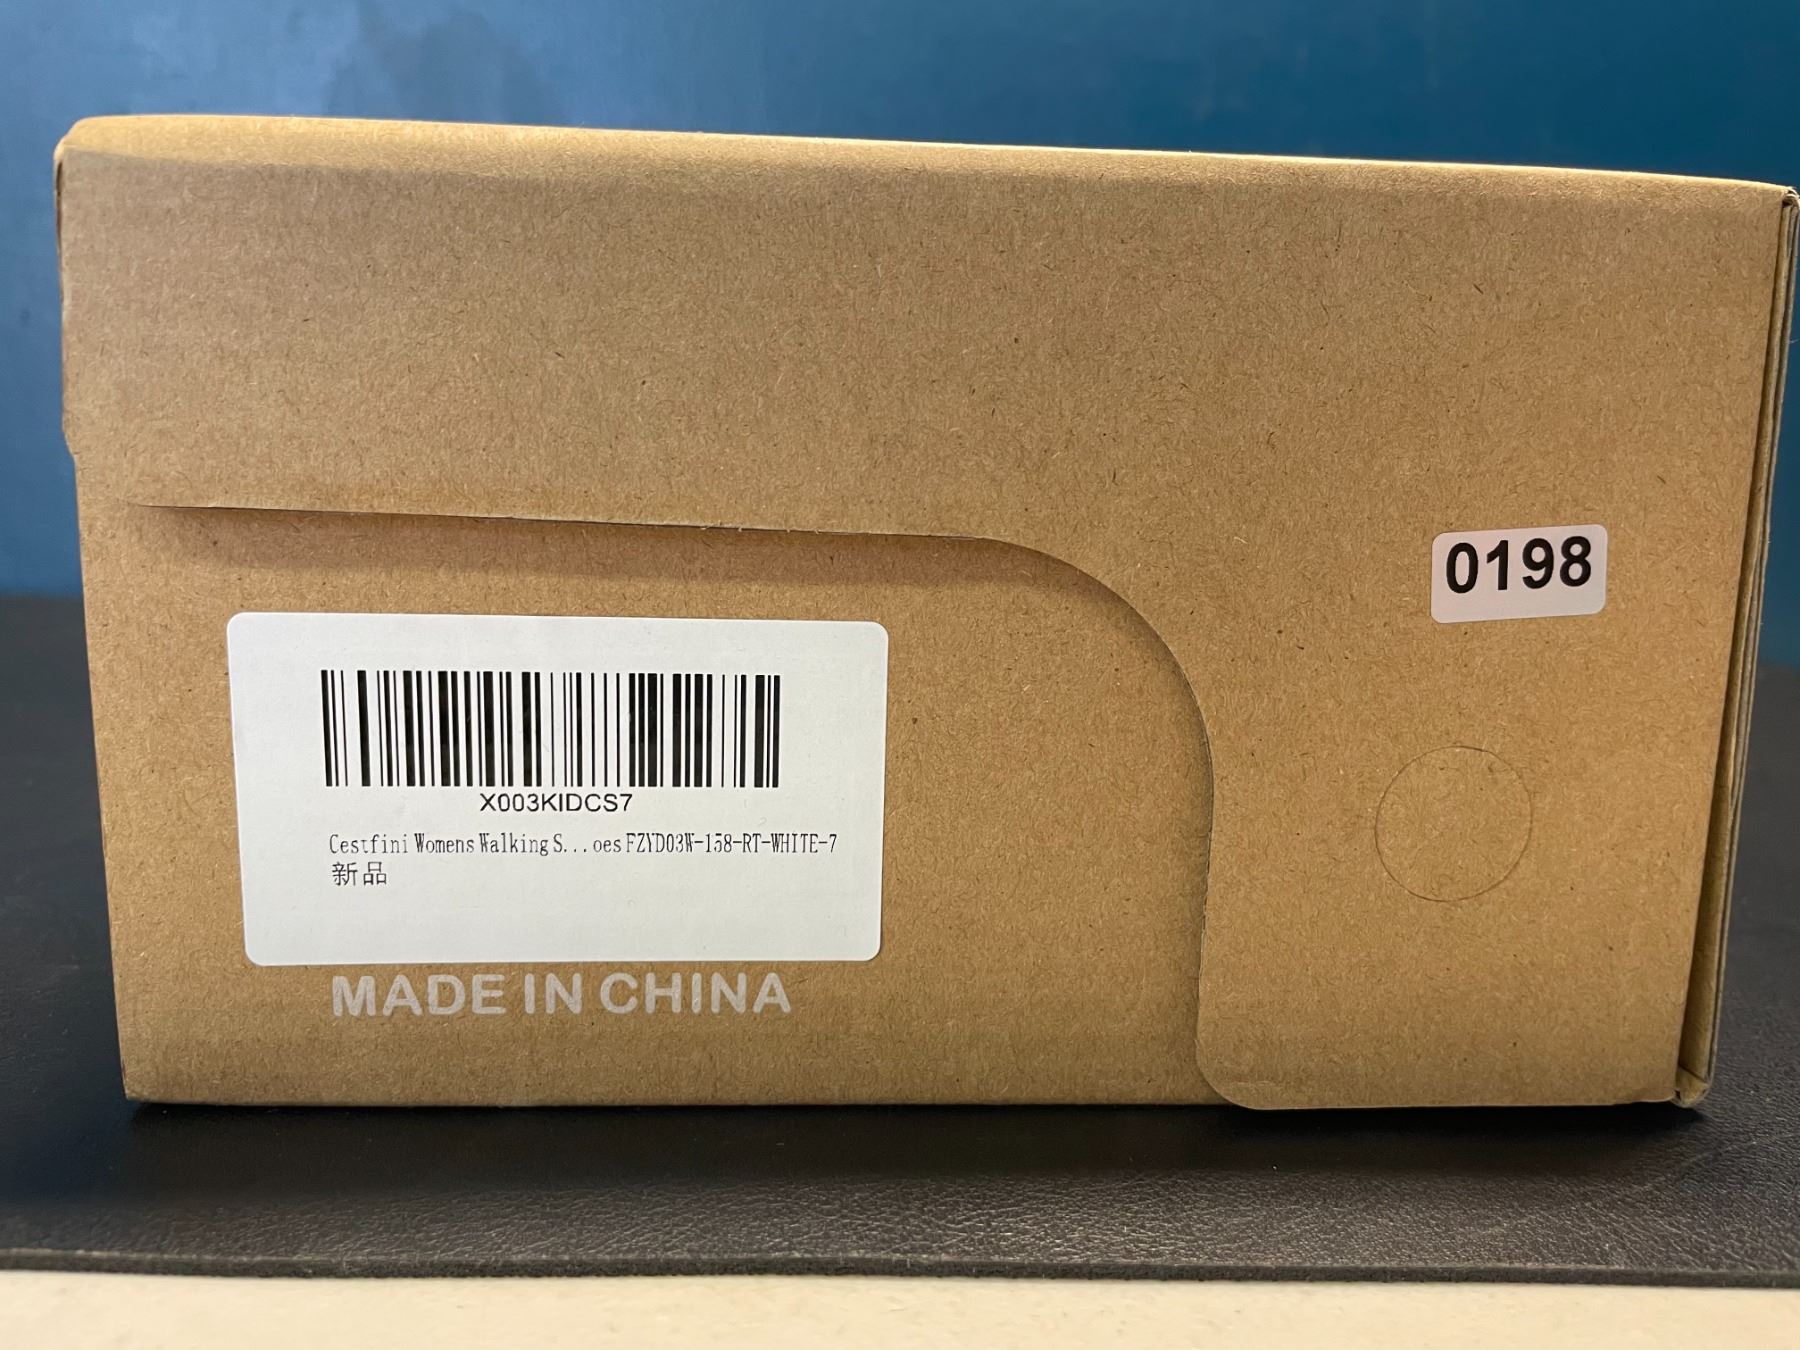 0198
X003KIDCS7
Cestfini Womens Walking S...oes FZYD03W-158-RT-WHITE-7
新品
MADE IN CHINA